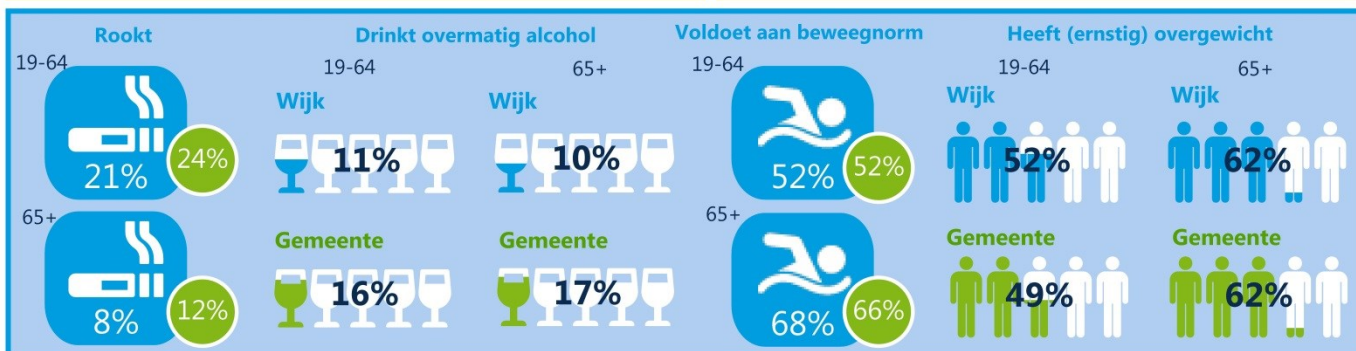 Rookt
19-64
21%
24%
65+
8%
12%
Drinkt overmatig alcohol
19-64
65+
Wijk
Wijk
11%
10%
Gemeente
Gemeente
16%
17%
Voldoet aan beweegnorm
19-64
52%
52%
65+
68%
66%
Heeft (ernstig) overgewicht
19-64
65+
Wijk
Wijk
52%
62%
Gemeente
Gemeente
49%
62%